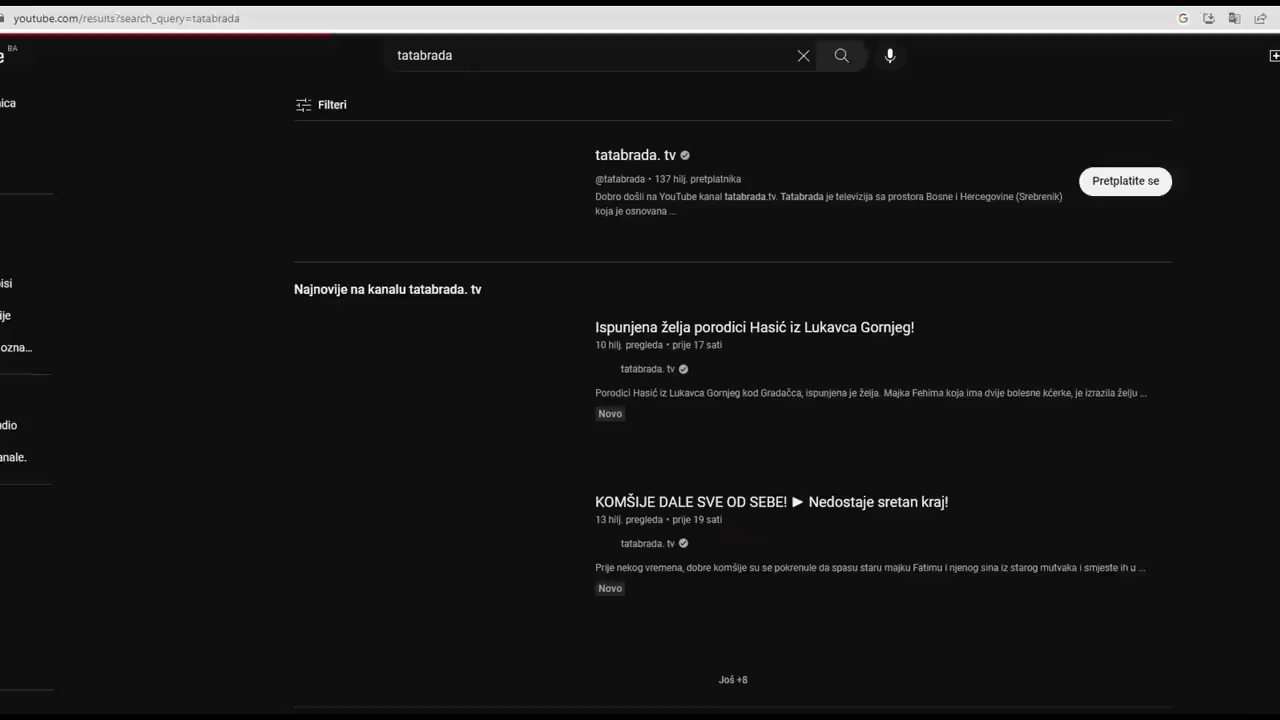 youtube.com/results?search_query=tatabrada
BA
e
tatabrada
ica
Filteri
tatabrada. tv
@tatabrada • 137 hilj. pretplatnika
Pretplatite se
Dobro došli na YouTube kanal tatabrada.tv. Tatabrada je televizija sa prostora Bosne i Hercegovine (Srebrenik)
koja je osnovana ...
isi
Najnovije na kanalu tatabrada. tv
ije
Ispunjena želja porodici Hasić iz Lukavca Gornjeg!
10 hilj. pregleda • prije 17 sati
ozna...
tatabrada. tv
Porodici Hasić iz Lukavca Gornjeg kod Gradačca, ispunjena je želja. Majka Fehima koja ima dvije bolesne kćerke, je izrazila želju ...
Novo
udio
anale.
KOMŠIJE DALE SVE OD SEBE! ► Nedostaje sretan kraj!
13 hilj. pregleda • prije 19 sati
tatabrada. tv
Prije nekog vremena, dobre komšije su se pokrenule da spasu staru majku Fatimu i njenog sina iz starog mutvaka i smjeste ih u ...
Novo
Još +8